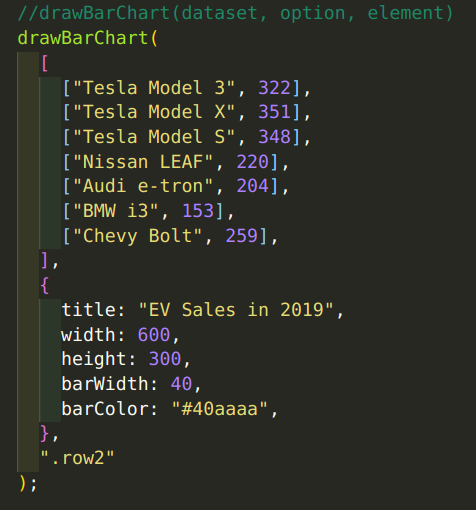 //drawBarChart(dataset, option, element)
drawBarChart(
[
["Tesla Model 3", 322],
["Tesla Model X", 351],
["Tesla Model S", 348],
["Nissan LEAF", 220],
["Audi e-tron", 204],
["BMW i3", 153],
["Chevy Bolt", 259],
],
{
title: "EV Sales in 2019",
width: 600,
height: 300,
barWidth: 40,
barColor: "#40aaaa",
},
".row2"
);